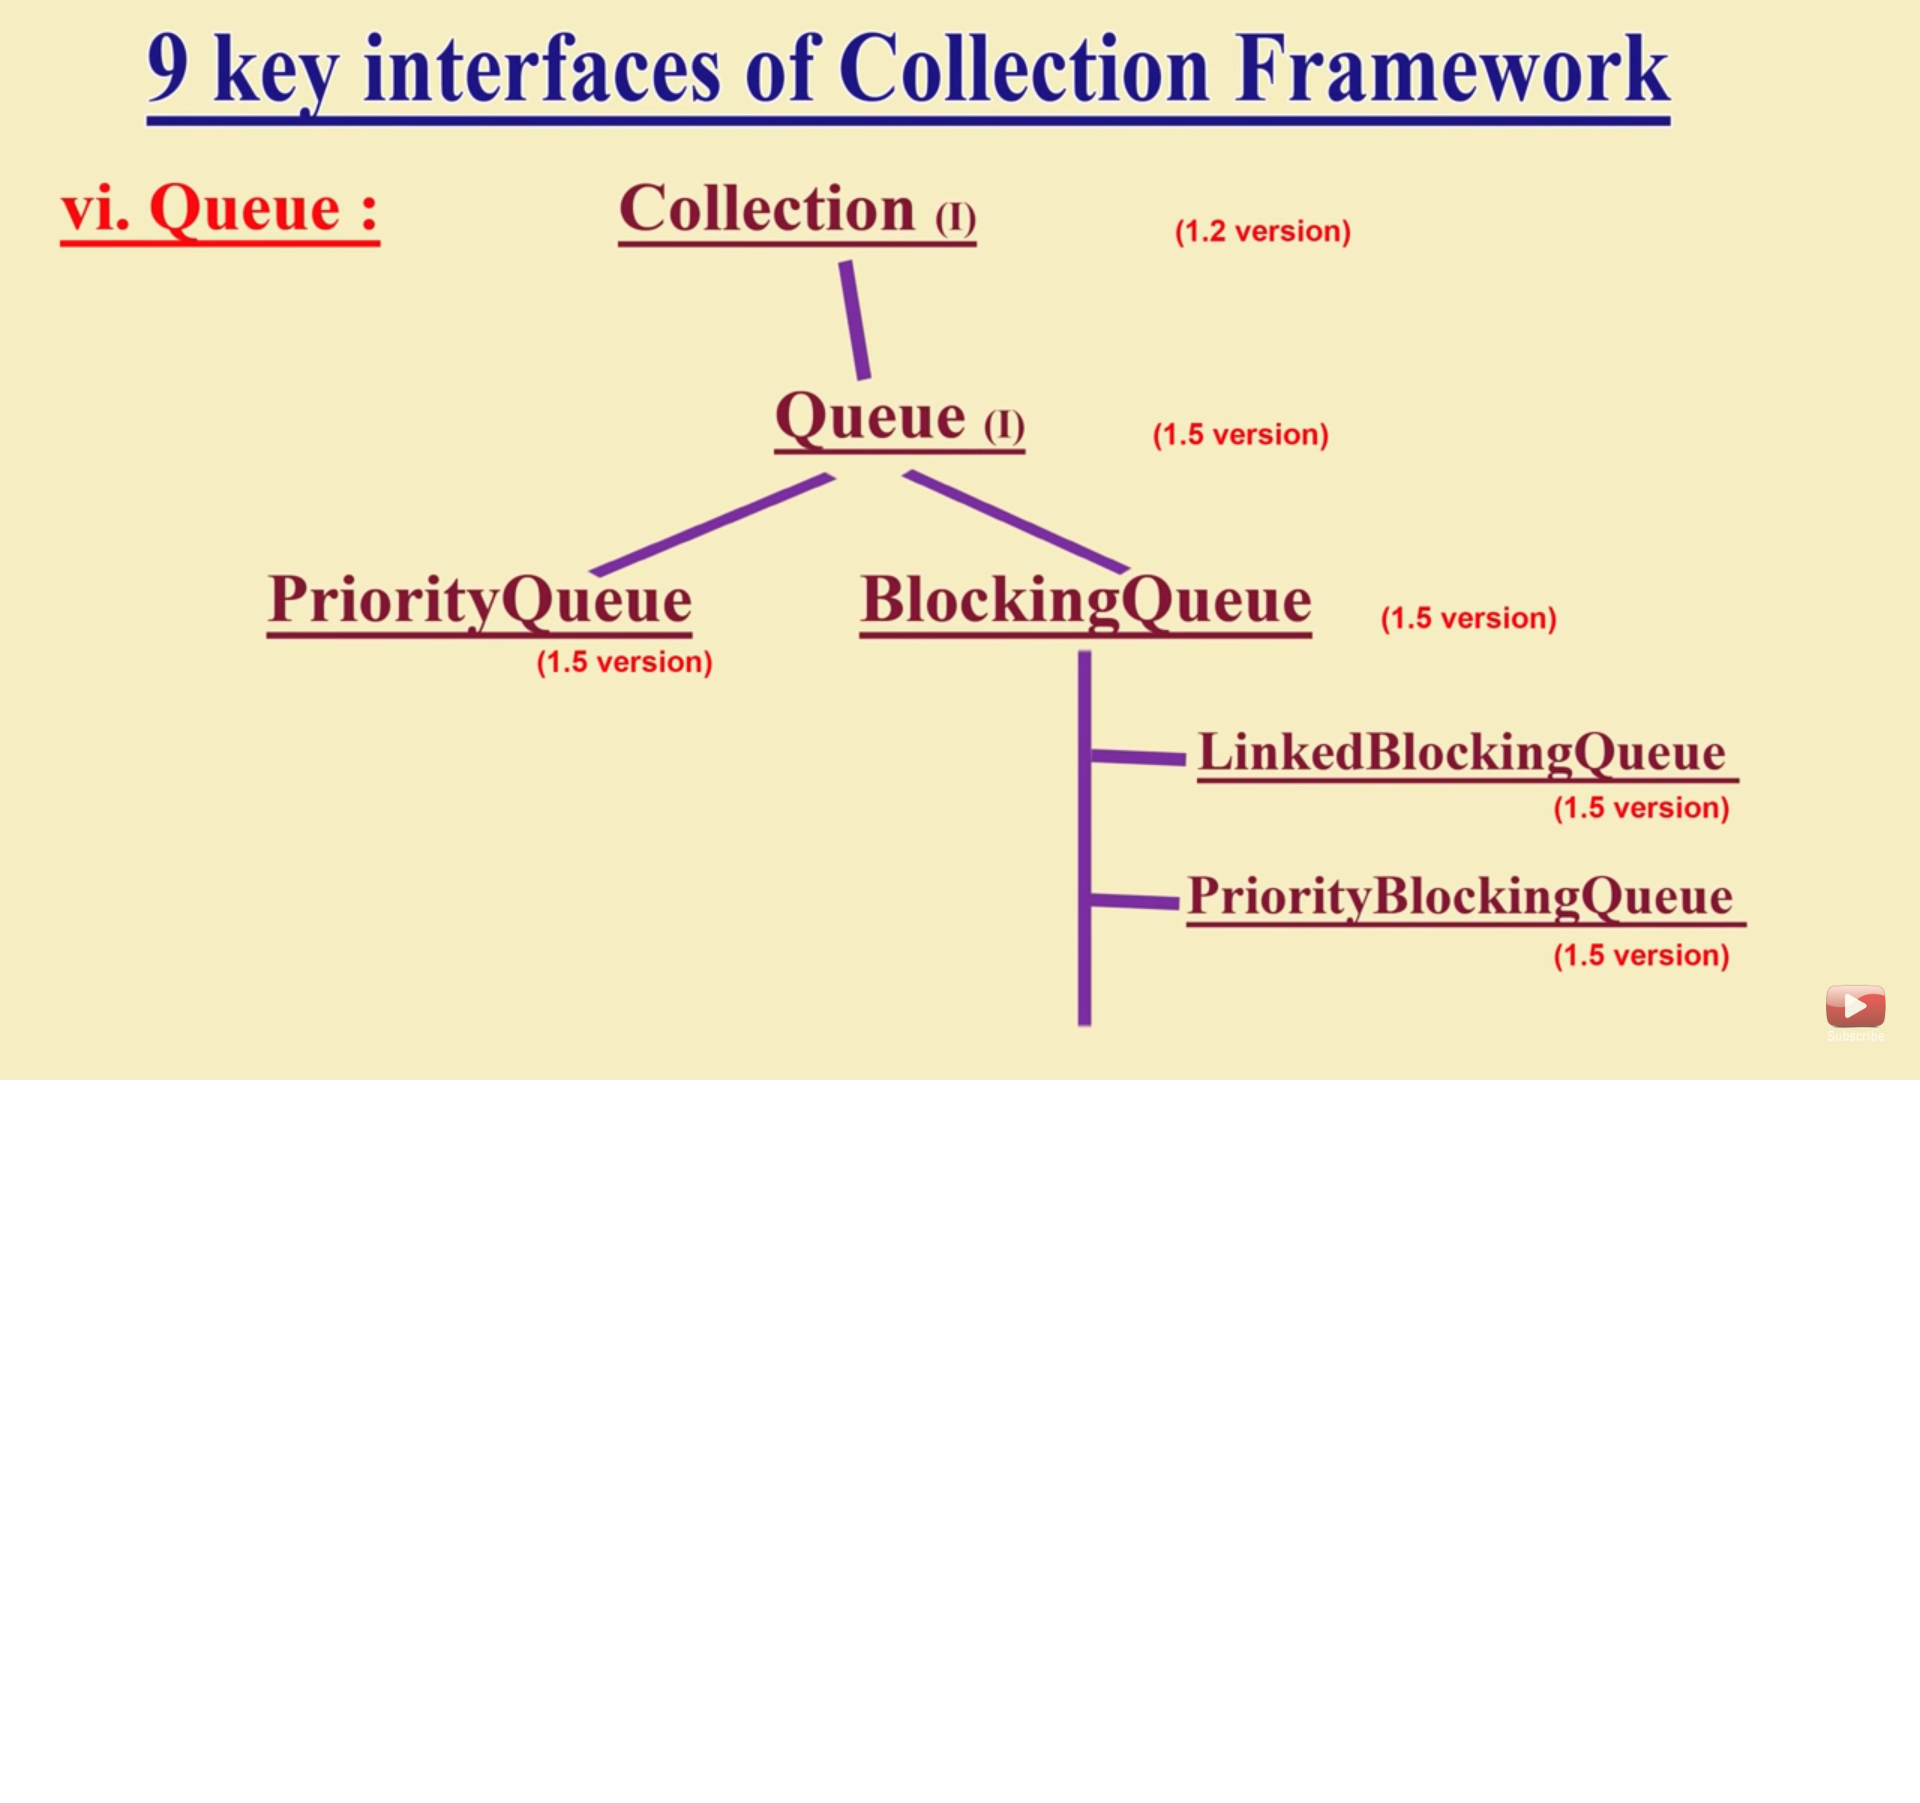 9 key interfaces of Collection Framework
vi. Queue :
Collection (I)
(1.2 version)
Queue (I)
(1.5 version)
PriorityQueue
(1.5 version)
BlockingQueue
(1.5 version)
LinkedBlockingQueue
(1.5 version)
PriorityBlockingQueue
(1.5 version)
Subscribe